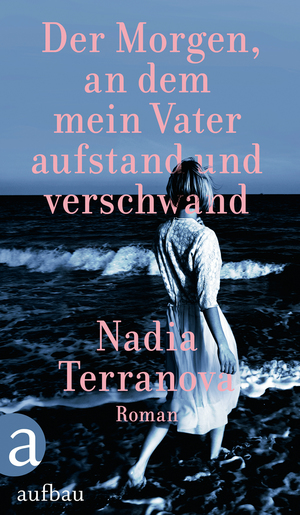 Der Morgen,
an dem
mein Vater
aufstand und
verschwand
Nadia
Terranova
Roman
a
aufbau